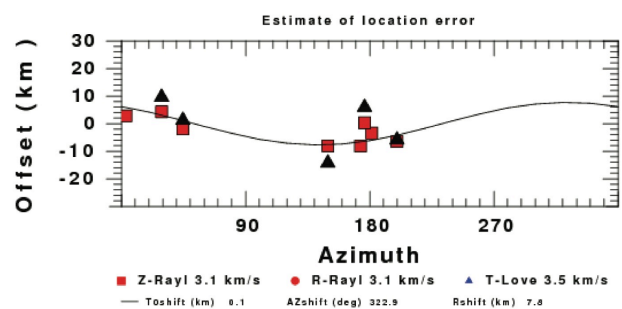 Estimate of location error
30
20
10
0
-10
-20
Offset (km)
90 180 270
Azimuth
Z-Rayl 3.1 km/s R-Rayl 3.1 km/s T-Love 3.5 km/s
T0shift (km) 0.1 AZshift (deg) 322.9 Rshift (km) 7.8